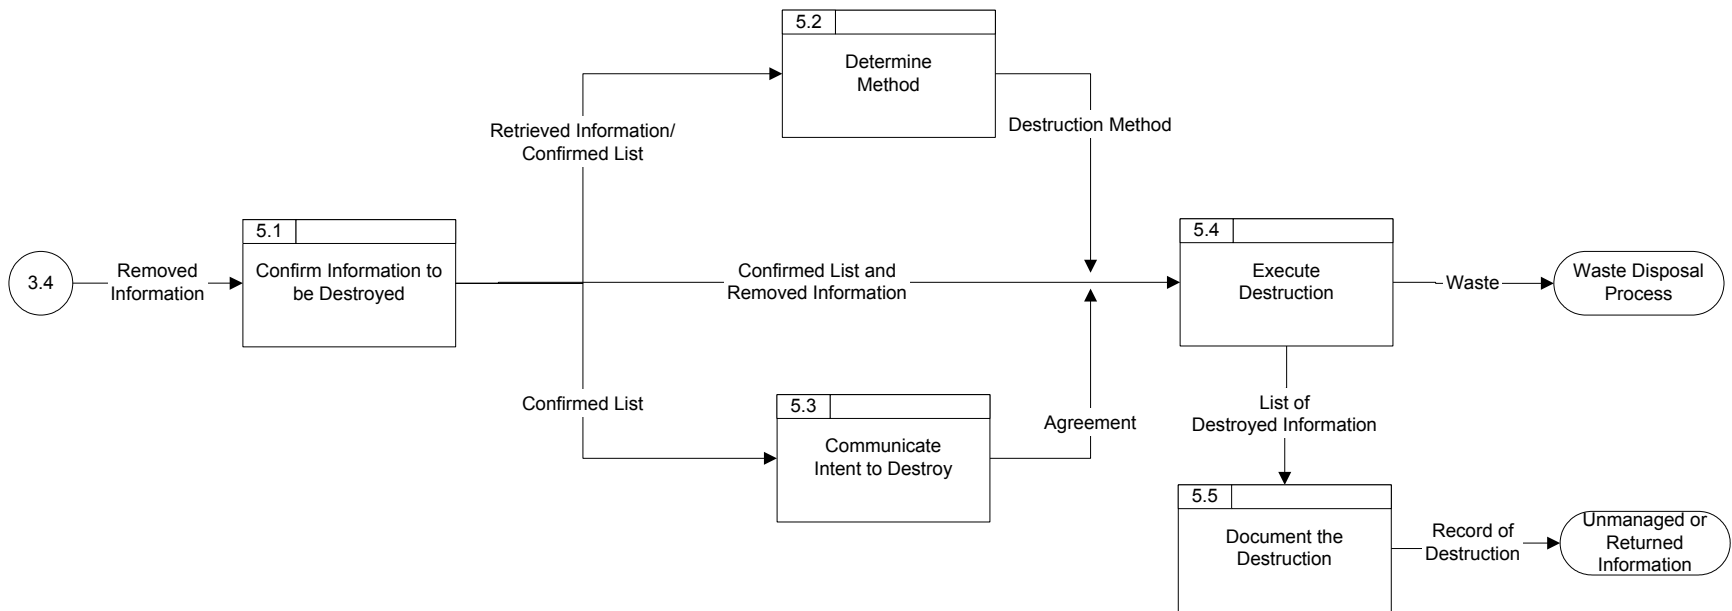 5.2
Determine
Method
Retrieved Information/
Confirmed List
Destruction Method
5.1
Confirm Information to
be Destroyed
3.4
Removed
Information
Confirmed List and
Removed Information
5.4
Execute
Destruction
Waste
Waste Disposal
Process
Confirmed List
5.3
Communicate
Intent to Destroy
Agreement
List of
Destroyed Information
5.5
Document the
Destruction
Record of
Destruction
Unmanaged or
Returned
Information